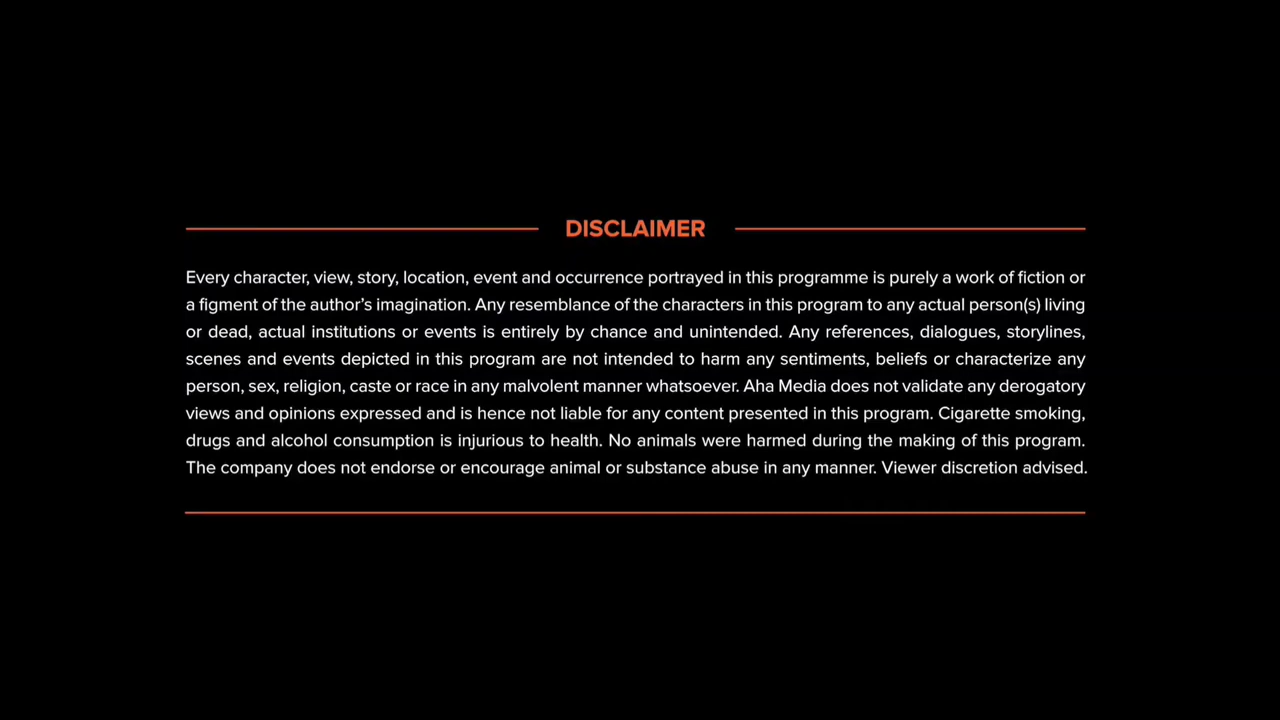 DISCLAIMER
Every character, view, story, location, event and occurrence portrayed in this programme is purely a work of fiction or
a figment of the author's imagination. Any resemblance of the characters in this program to any actual person(s) living
or dead, actual institutions or events is entirely by chance and unintended. Any references, dialogues, storylines,
scenes and events depicted in this program are not intended to harm any sentiments, beliefs or characterize any
person, sex, religion, caste or race in any malvolent manner whatsoever. Aha Media does not validate any derogatory
views and opinions expressed and is hence not liable for any content presented in this program. Cigarette smoking,
drugs and alcohol consumption is injurious to health. No animals were harmed during the making of this program.
The company does not endorse or encourage animal or substance abuse in any manner. Viewer discretion advised.